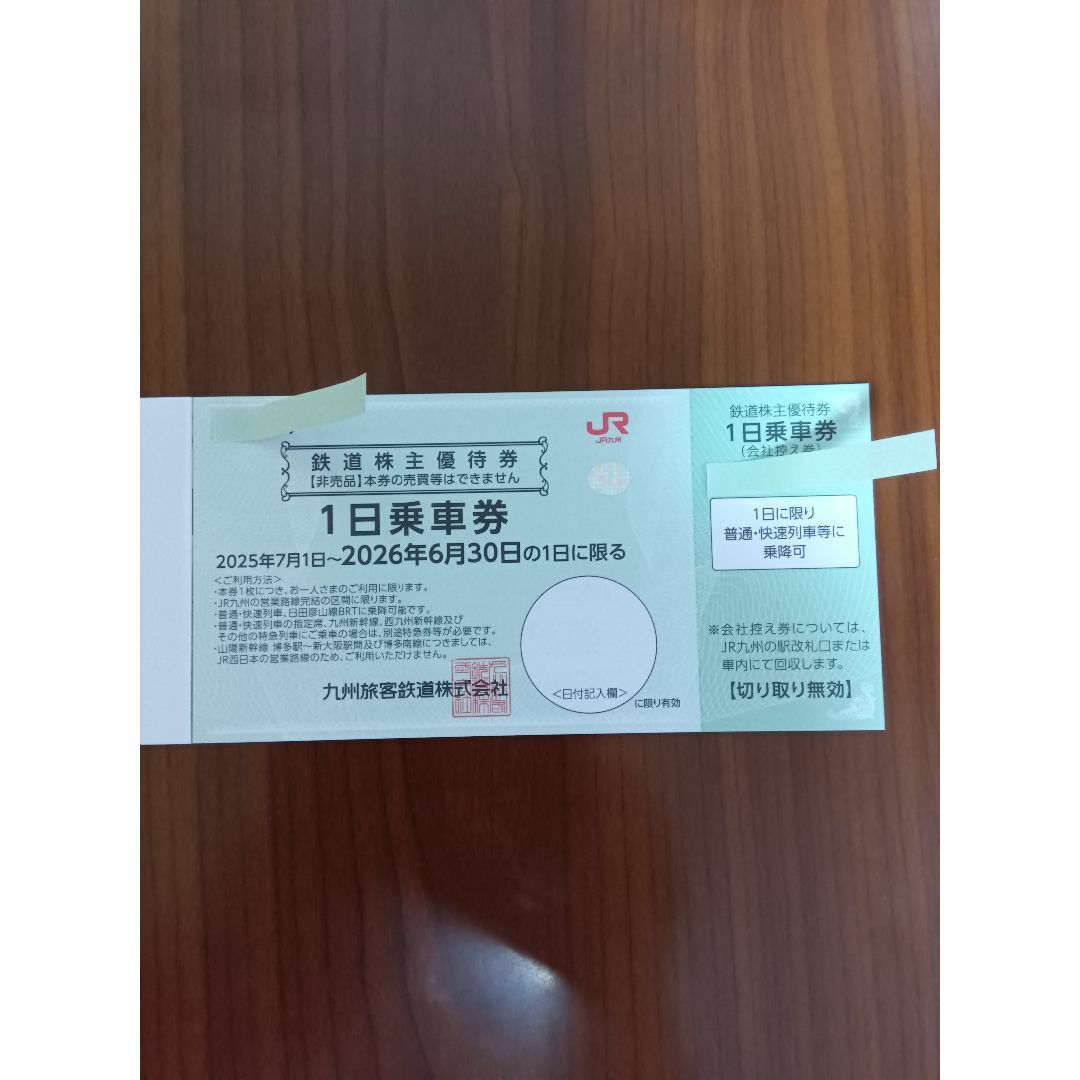 JR
JR九州
鉄道株主優待券
【非売品】本券の売買等はできません
1日乗車券
2025年7月1日～2026年6月30日の1日に限る
＜ご利用方法＞
・本券1枚につき、お一人さまのご利用に限ります。
・JR九州の営業路線完結の区間に限ります。
・普通・快速列車、日田彦山線BRTに乗降可能です。
・普通・快速列車の指定席、九州新幹線、西九州新幹線及び
その他の特急列車にご乗車の場合は、別途特急券等が必要です。
・山陽新幹線 博多駅～新大阪駅間及び博多南線につきましては、
JR西日本の営業路線のため、ご利用いただけません。
九州旅客鉄道株式会社
＜日付記入欄＞
に限り有効
鉄道株主優待券
1日乗車券
(会社控え券)
1日に限り
普通・快速列車等に
乗降可
※会社控え券については、
JR九州の駅改札口または
車内にて回収します。
【切り取り無効】